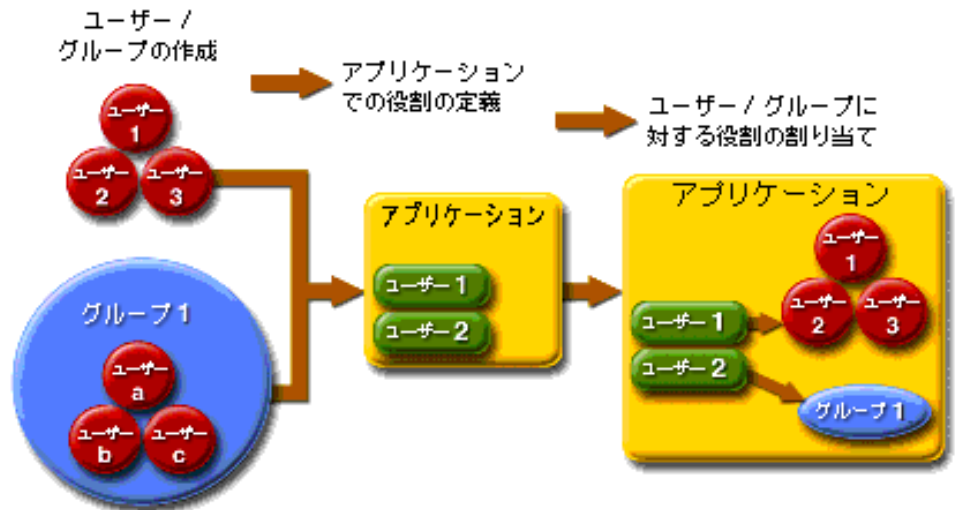 ユーザー /
グループの作成
アプリケーション
での役割の定義
ユーザー / グループに
対する役割の割り当て
ユーザー
1
ユーザー
2
ユーザー
3
グループ 1
ユーザー
a
ユーザー
b
ユーザー
c
アプリケーション
ユーザー 1
ユーザー 2
アプリケーション
ユーザー
1
ユーザー
2
ユーザー
3
ユーザー 1
ユーザー 2
グループ 1